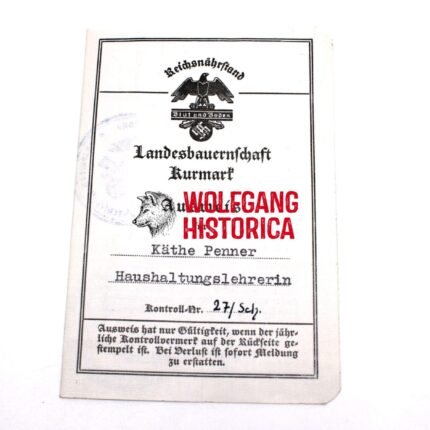 Reichsnährstand
Blut und Boden
Landesbauernschaft
Kurmark
Ausweis
WOLFGANG
HISTORICA
Käthe Penner
Haushaltungslehrerin
Kontroll-Nr. 27/Sch.
Ausweis hat nur Gültigkeit, wenn der jähr-
liche Kontrollvermerk auf der Rückseite ge-
stempelt ist. Bei Verlust ist sofort Meldung
zu erstatten.